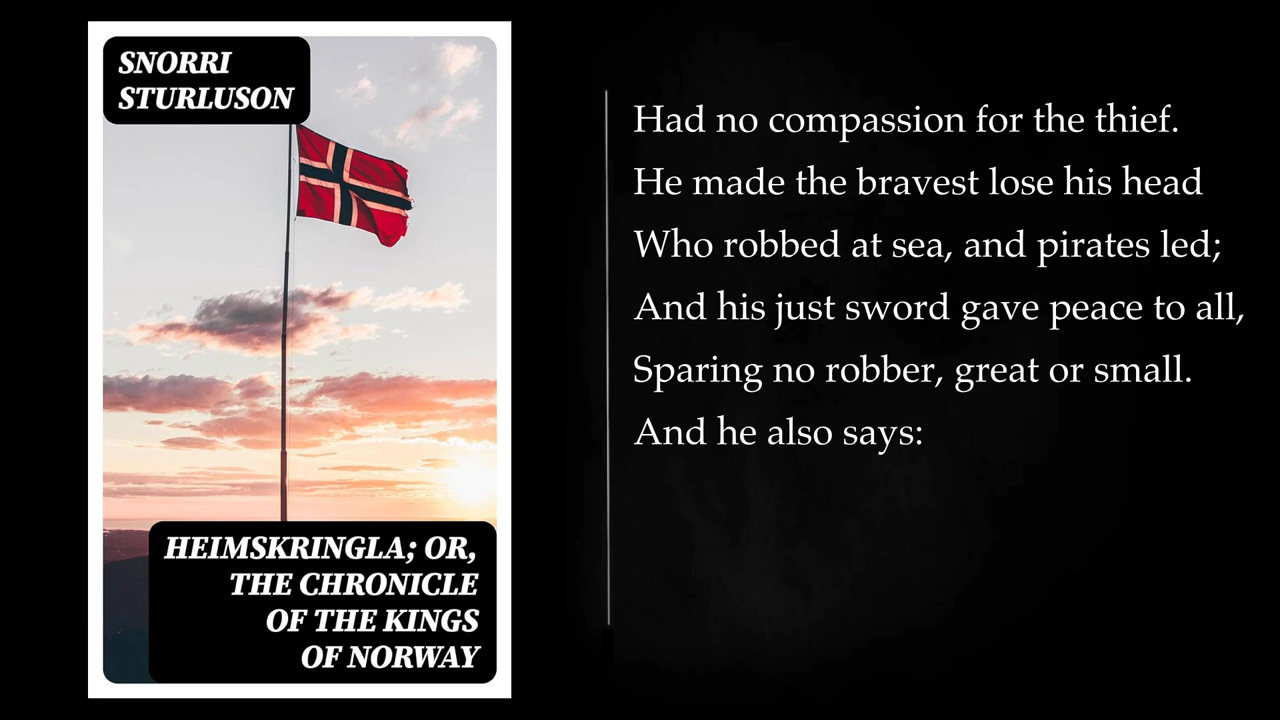 SNORRI
STURLUSON
HEIMSKRINGLA; OR,
THE CHRONICLE
OF THE KINGS
OF NORWAY
Had no compassion for the thief.
He made the bravest lose his head
Who robbed at sea, and pirates led;
And his just sword gave peace to all,
Sparing no robber, great or small.
And he also says: